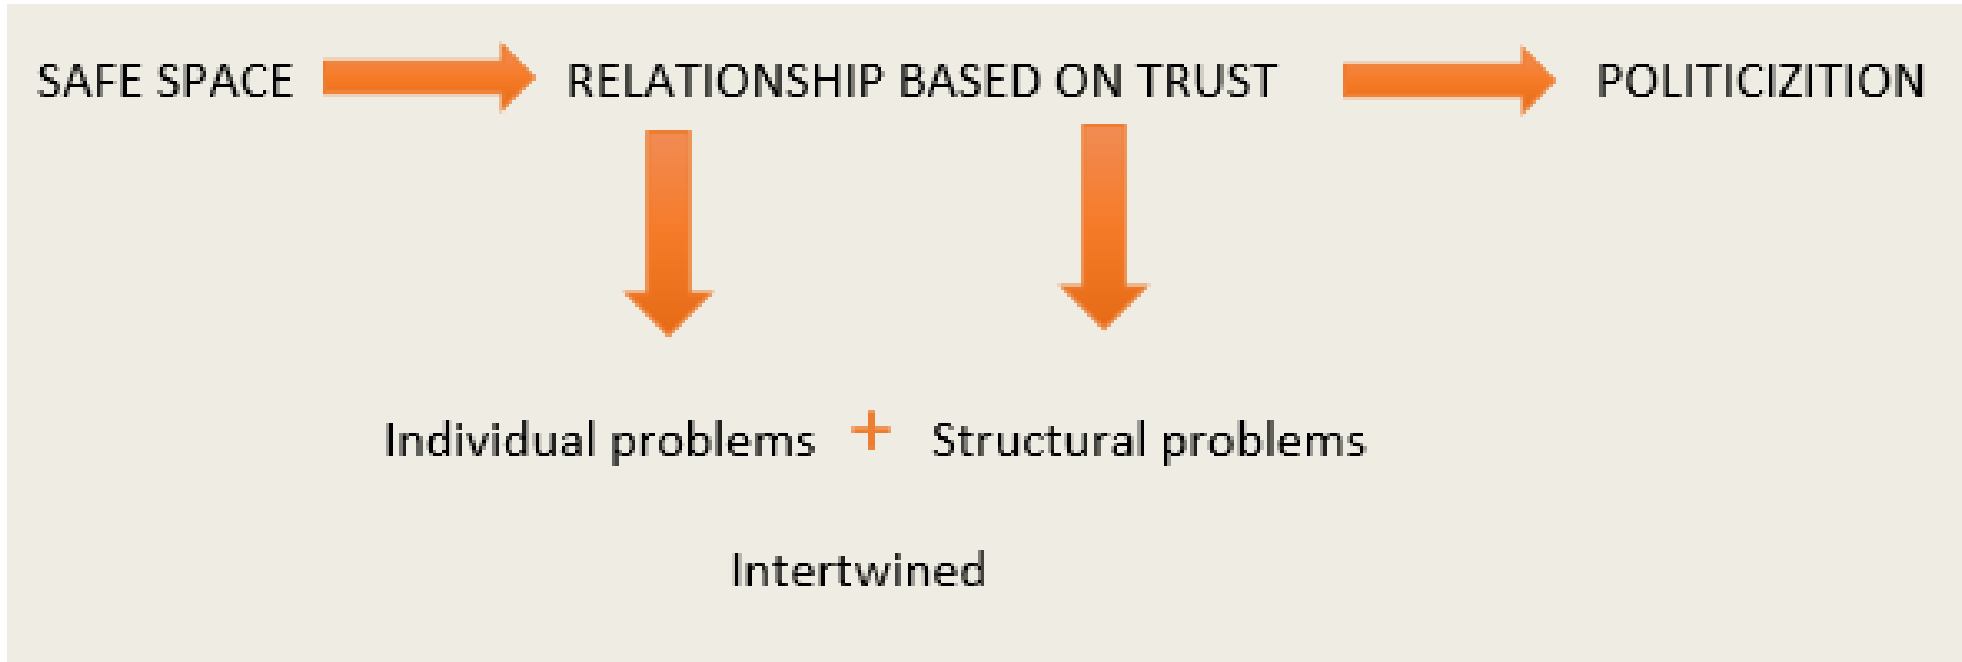 SAFE SPACE RELATIONSHIP BASED ON TRUST POLITICIZITION
Individual problems + Structural problems
Intertwined